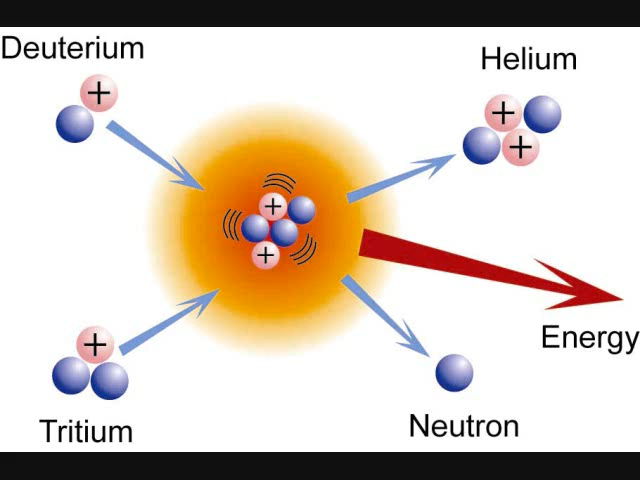 Deuterium
Helium
+
+
+
+
+
+
Energy
Tritium
Neutron